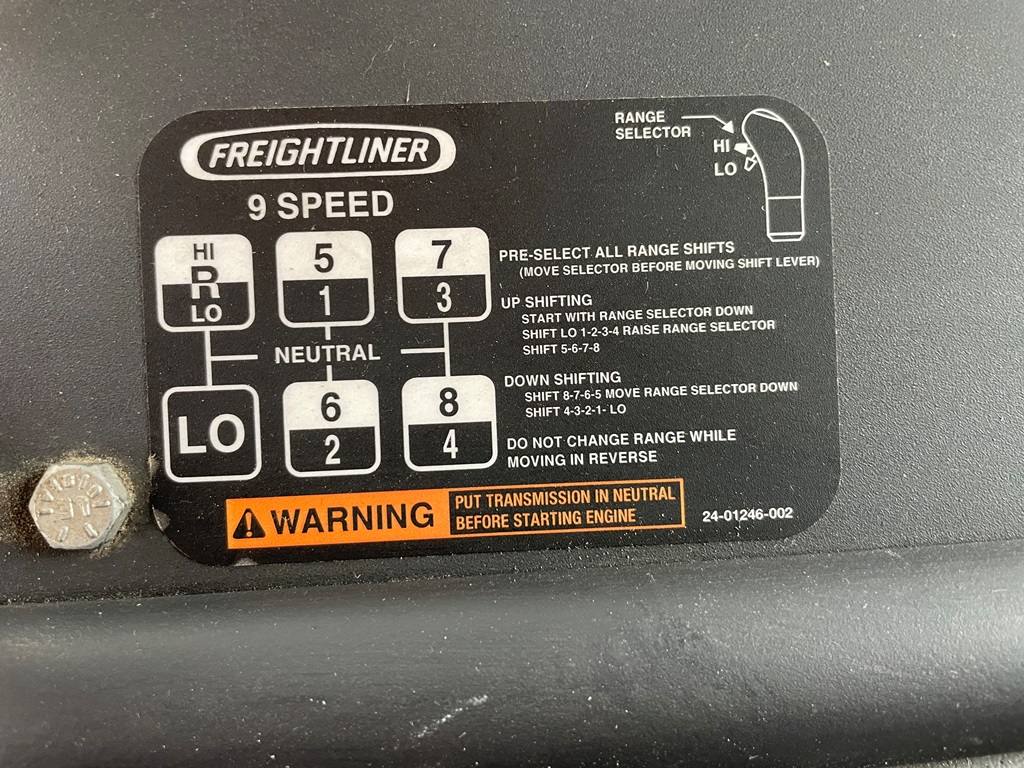 FREIGHTLINER
9 SPEED
RANGE
SELECTOR
HI
LO
HI
R
LO
5
1
7
3
NEUTRAL
LO
6
2
8
4
PRE-SELECT ALL RANGE SHIFTS
(MOVE SELECTOR BEFORE MOVING SHIFT LEVER)
UP SHIFTING
START WITH RANGE SELECTOR DOWN
SHIFT LO 1-2-3-4 RAISE RANGE SELECTOR
SHIFT 5-6-7-8
DOWN SHIFTING
SHIFT 8-7-6-5 MOVE RANGE SELECTOR DOWN
SHIFT 4-3-2-1- LO
DO NOT CHANGE RANGE WHILE
MOVING IN REVERSE
WARNING
PUT TRANSMISSION IN NEUTRAL
BEFORE STARTING ENGINE
24-01246-002